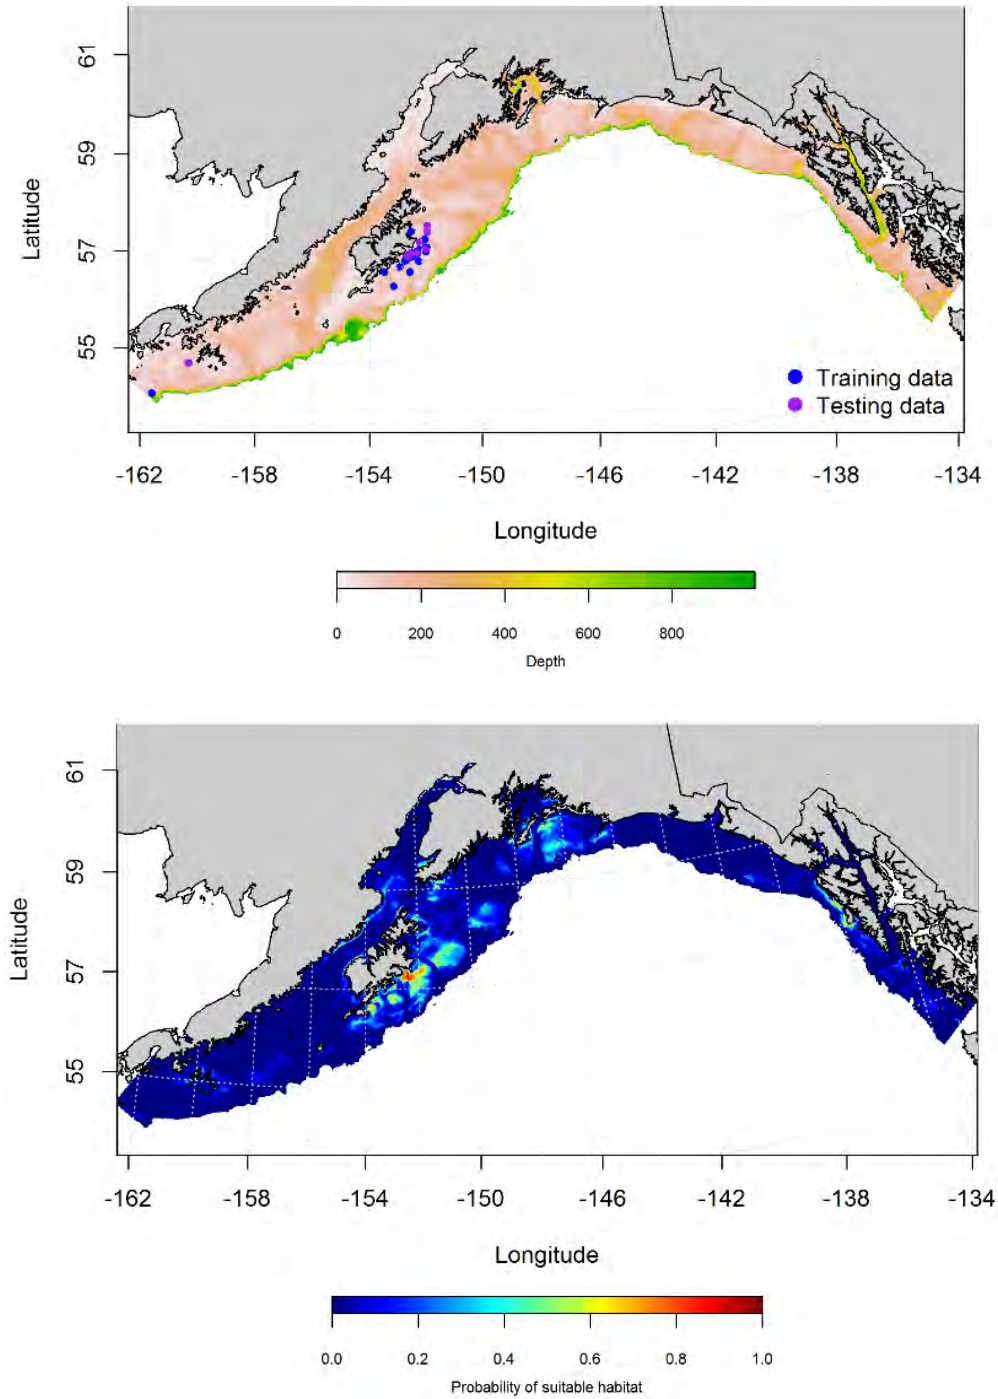 61
59
57
55
Latitude
Training data
Testing data
-162 -158 -154 -150 -146 -142 -138 -134
Longitude
0 200 400 600 800
Depth
61
59
57
55
Latitude
-162 -158 -154 -150 -146 -142 -138 -134
Longitude
0.0 0.2 0.4 0.6 0.8 1.0
Probability of suitable habitat